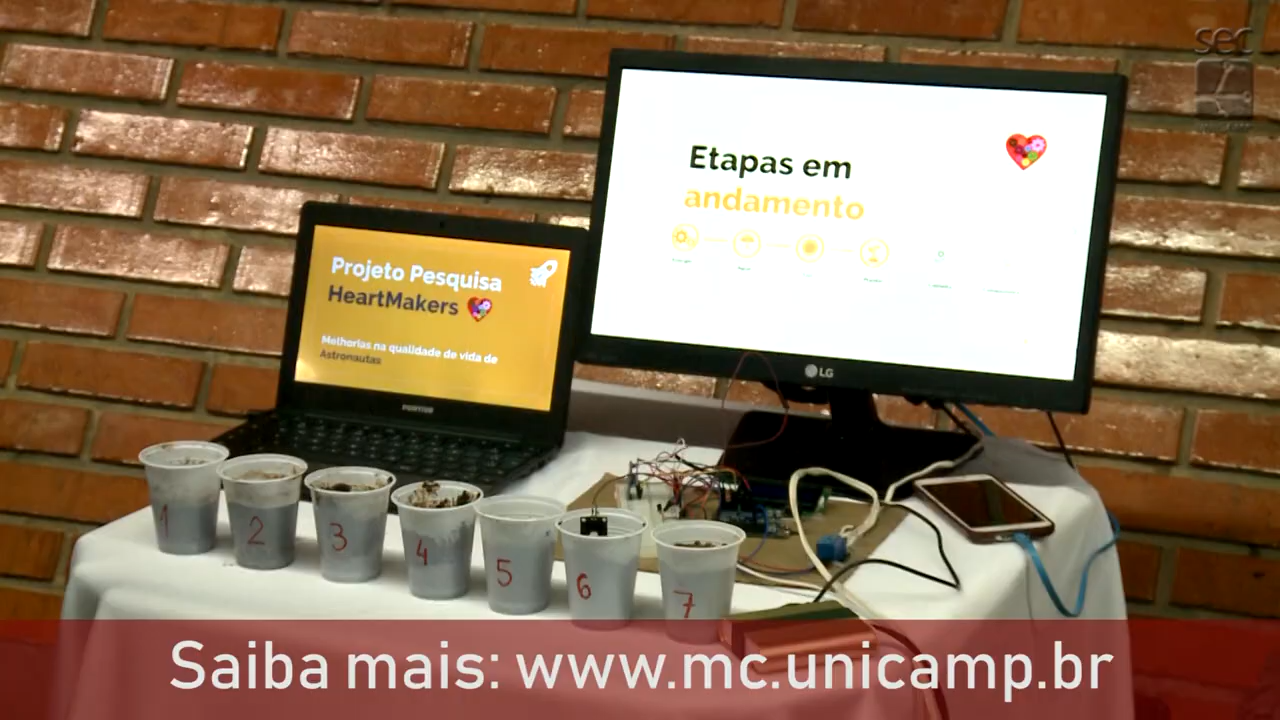 sec
Etapas em
andamento
Projeto Pesquisa
HeartMakers
Melhorias na qualidade de vida de
Astronautas
LG
1
2
3
4
5
6
7
Saiba mais: www.mc.unicamp.br